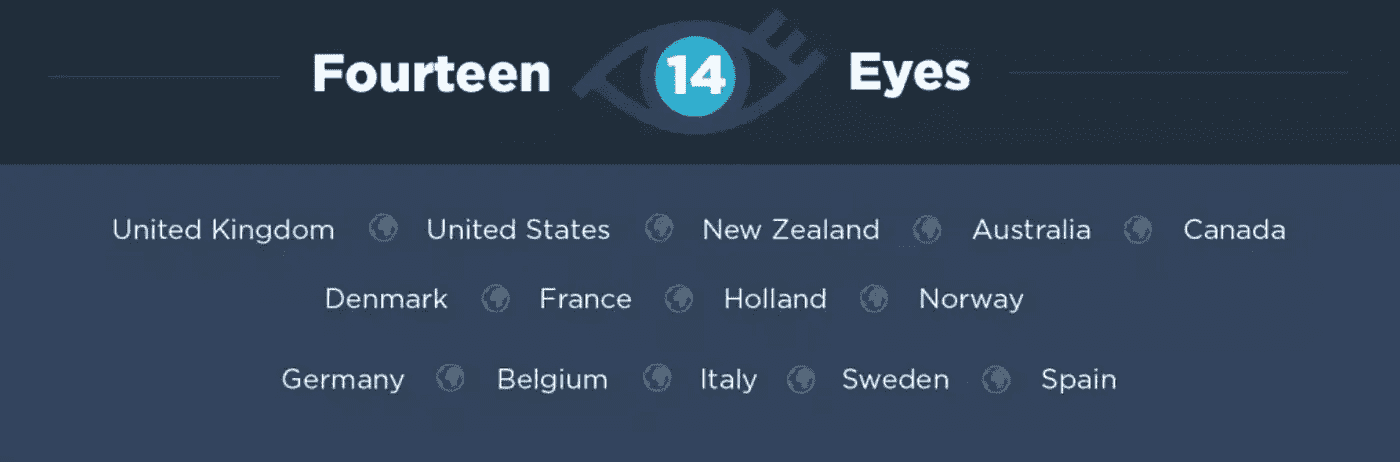 Fourteen 14 Eyes
United Kingdom United States New Zealand Australia Canada
Denmark France Holland Norway
Germany Belgium Italy Sweden Spain